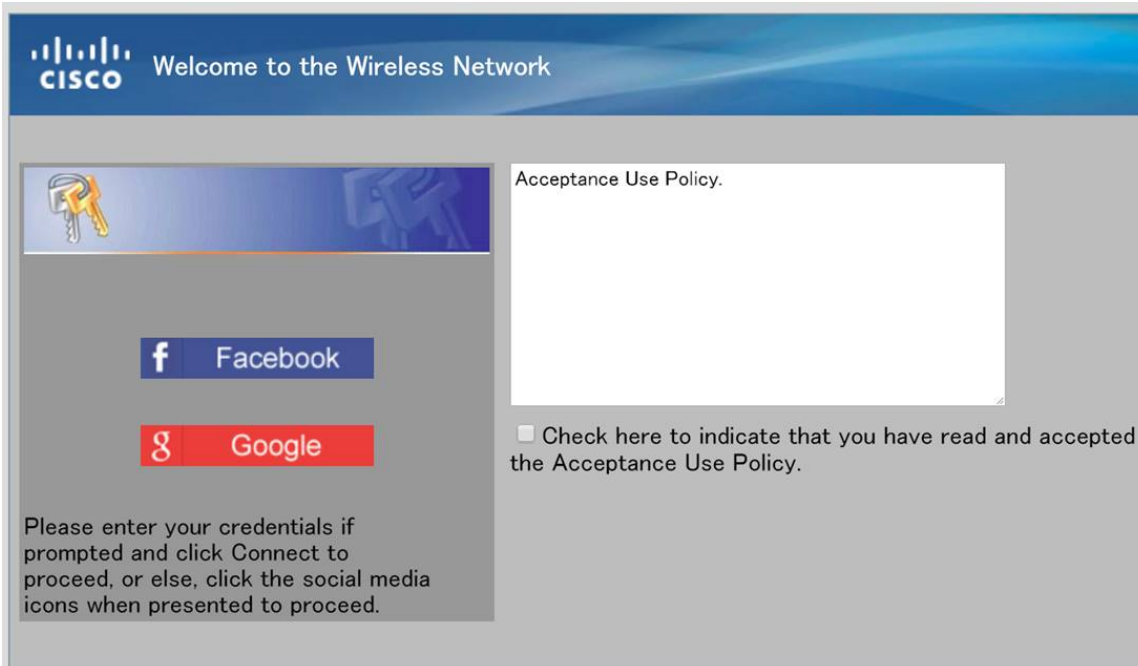 CISCO
Welcome to the Wireless Network
Acceptance Use Policy.
f Facebook
g Google
Check here to indicate that you have read and accepted
the Acceptance Use Policy.
Please enter your credentials if
prompted and click Connect to
proceed, or else, click the social media
icons when presented to proceed.